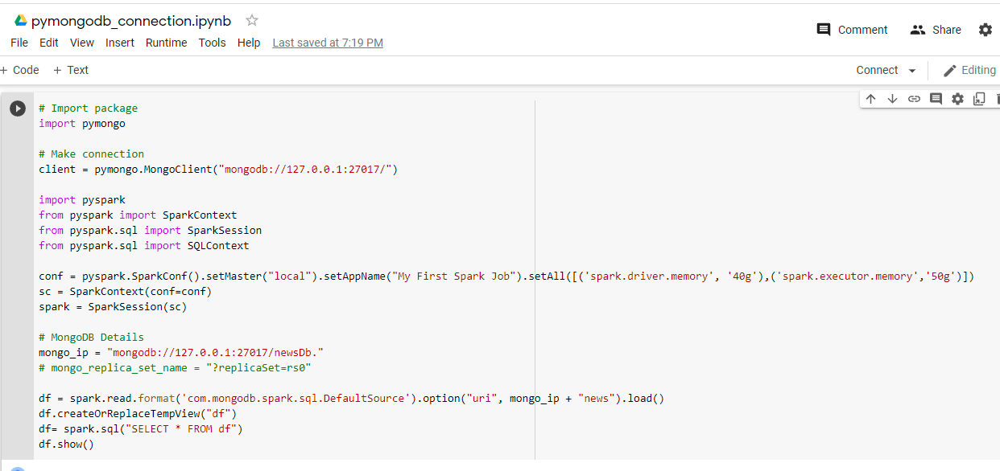 pymongodb_connection.ipynb
File Edit View Insert Runtime Tools Help Last saved at 7:19 PM
Comment Share
+ Code + Text
Connect Editing
# Import package
import pymongo
# Make connection
client = pymongo.MongoClient("mongodb://127.0.0.1:27017/")
import pyspark
from pyspark import SparkContext
from pyspark.sql import SparkSession
from pyspark.sql import SQLContext
conf = pyspark.SparkConf().setMaster("local").setAppName("My First Spark Job").setAll([('spark.driver.memory', '40g'),('spark.executor.memory','50g')])
sc = SparkContext(conf=conf)
spark = SparkSession(sc)
# MongoDB Details
mongo_ip = "mongodb://127.0.0.1:27017/newsDb."
# mongo_replica_set_name = "?replicaSet=rs0"
df = spark.read.format('com.mongodb.spark.sql.DefaultSource').option("uri", mongo_ip + "news").load()
df.createOrReplaceTempView("df")
df= spark.sql("SELECT * FROM df")
df.show()